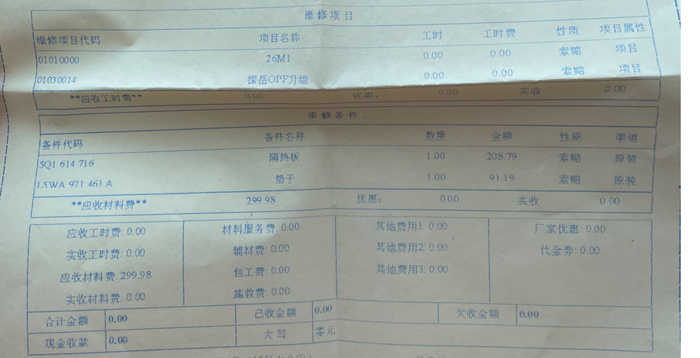 维修项目
维修项目代码 项目名称 工时 工时费 性质 项目属性
01010000 26M1 0.00 0.00 索赔 项目
01030014 探岳OPF升级 0.00 0.00 索赔 项目
**应收工时费** 0.00 优惠: 0.00 实收 0.00
维修备件
备件代码 备件名称 数量 金额 性质 渠道
5Q1 614 716 隔热板 1.00 208.79 索赔 原装
L5WA 971 461 A 垫子 1.00 91.19 索赔 原装
**应收材料费** 299.98 优惠: 0.00 实收 0.00
应收工时费: 0.00 材料服务费: 0.00 其他费用1: 0.00 厂家优惠: 0.00
实收工时费: 0.00 辅材费: 0.00 其他费用2: 0.00 代金券: 0.00
应收材料费: 299.98 包工费: 0.00 其他费用3: 0.00
实收材料费: 0.00 施救费: 0.00
合计金额 0.00 已收金额 0.00 欠收金额 0.00
现金收款 0.00 大写 零元